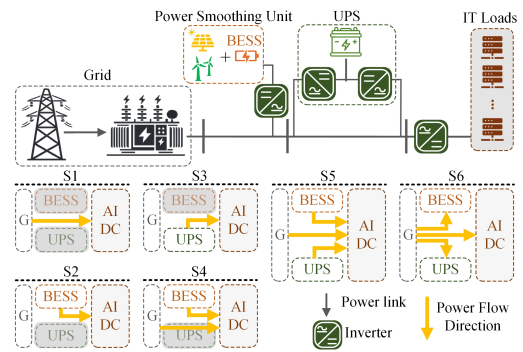 Power Smoothing Unit
UPS
IT Loads
BESS
+
Grid
S1
S3
S5
S6
BESS
G
UPS
AI
DC
BESS
G
UPS
AI
DC
BESS
G
UPS
AI
DC
BESS
G
UPS
AI
DC
S2
S4
BESS
G
UPS
AI
DC
BESS
G
UPS
AI
DC
Power link
Inverter
Power Flow
Direction